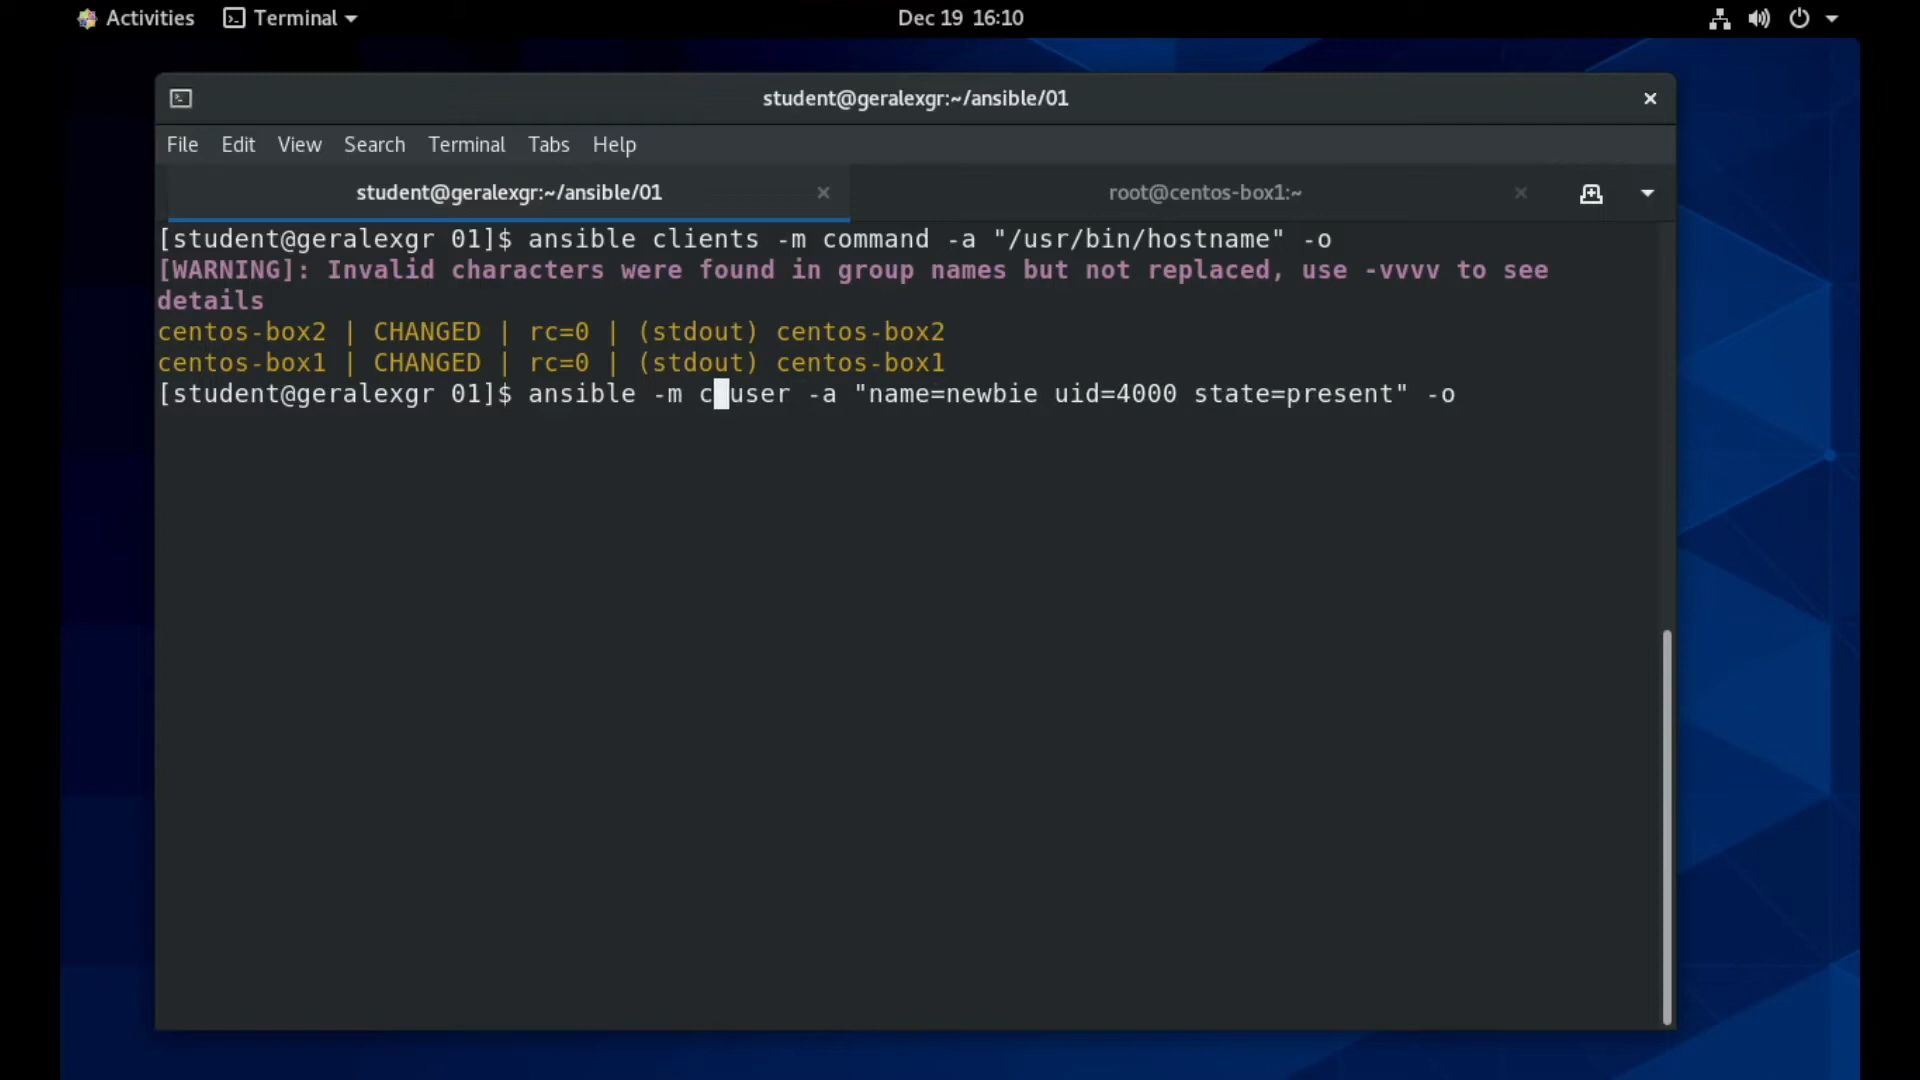 Activities Terminal Dec 19 16:10
student@geralexgr:~/ansible/01
File Edit View Search Terminal Tabs Help
student@geralexgr:~/ansible/01 root@centos-box1:~
[student@geralexgr 01]$ ansible clients -m command -a "/usr/bin/hostname" -o
[WARNING]: Invalid characters were found in group names but not replaced, use -vvvv to see
details
centos-box2 | CHANGED | rc=0 | (stdout) centos-box2
centos-box1 | CHANGED | rc=0 | (stdout) centos-box1
[student@geralexgr 01]$ ansible -m c user -a "name=newbie uid=4000 state=present" -o